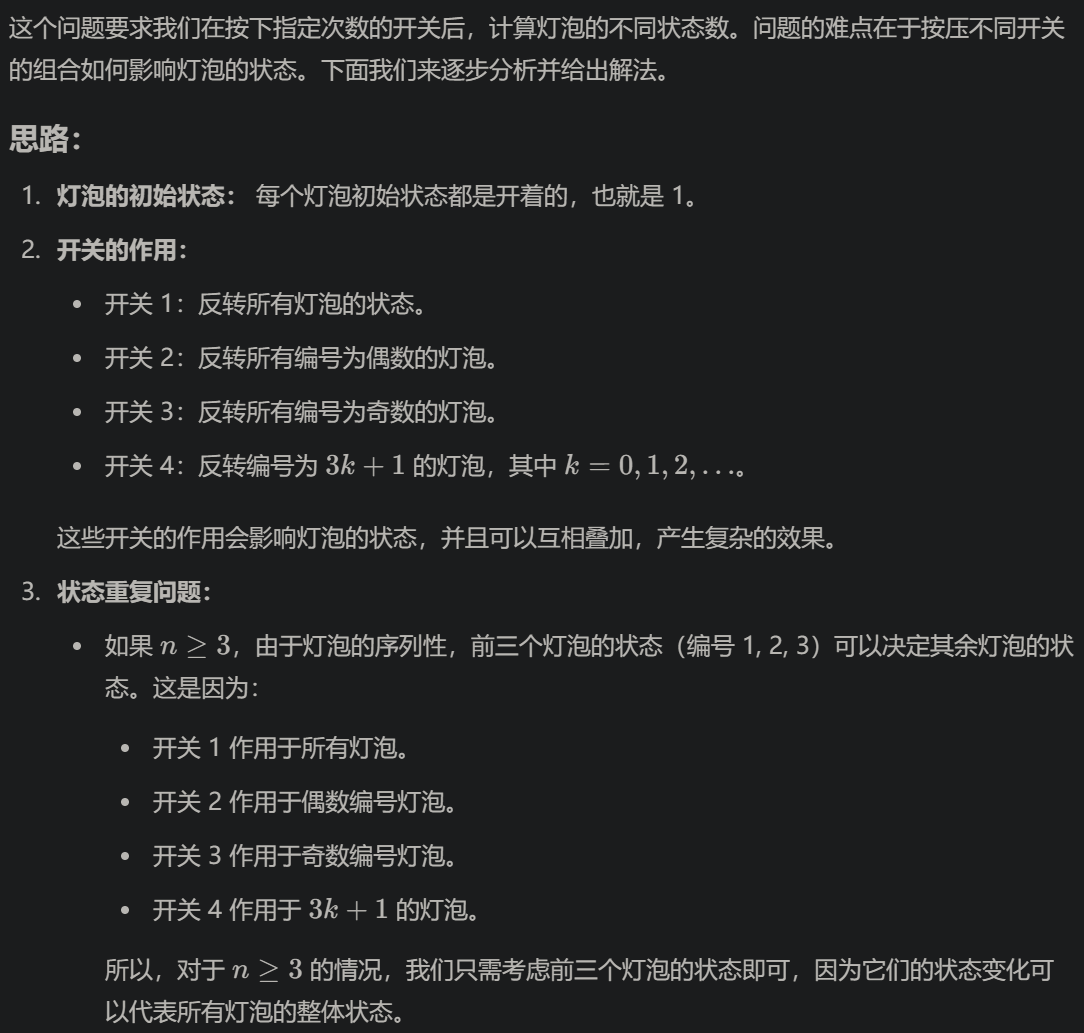 这个问题要求我们在按下指定次数的开关后，计算灯泡的不同状态数。问题的难点在于按压不同开关
的组合如何影响灯泡的状态。下面我们来逐步分析并给出解法。
思路：
1. 灯泡的初始状态： 每个灯泡初始状态都是开着的，也就是 1。
2. 开关的作用：
• 开关 1：反转所有灯泡的状态。
• 开关 2：反转所有编号为偶数的灯泡。
• 开关 3：反转所有编号为奇数的灯泡。
• 开关 4：反转编号为 3k + 1 的灯泡，其中 k = 0, 1, 2, …。
这些开关的作用会影响灯泡的状态，并且可以互相叠加，产生复杂的效果。
3. 状态重复问题：
• 如果 n ≥ 3，由于灯泡的序列性，前三个灯泡的状态（编号 1, 2, 3）可以决定其余灯泡的状
态。这是因为：
• 开关 1 作用于所有灯泡。
• 开关 2 作用于偶数编号灯泡。
• 开关 3 作用于奇数编号灯泡。
• 开关 4 作用于 3k + 1 的灯泡。
所以，对于 n ≥ 3 的情况，我们只需考虑前三个灯泡的状态即可，因为它们的状态变化可
以代表所有灯泡的整体状态。